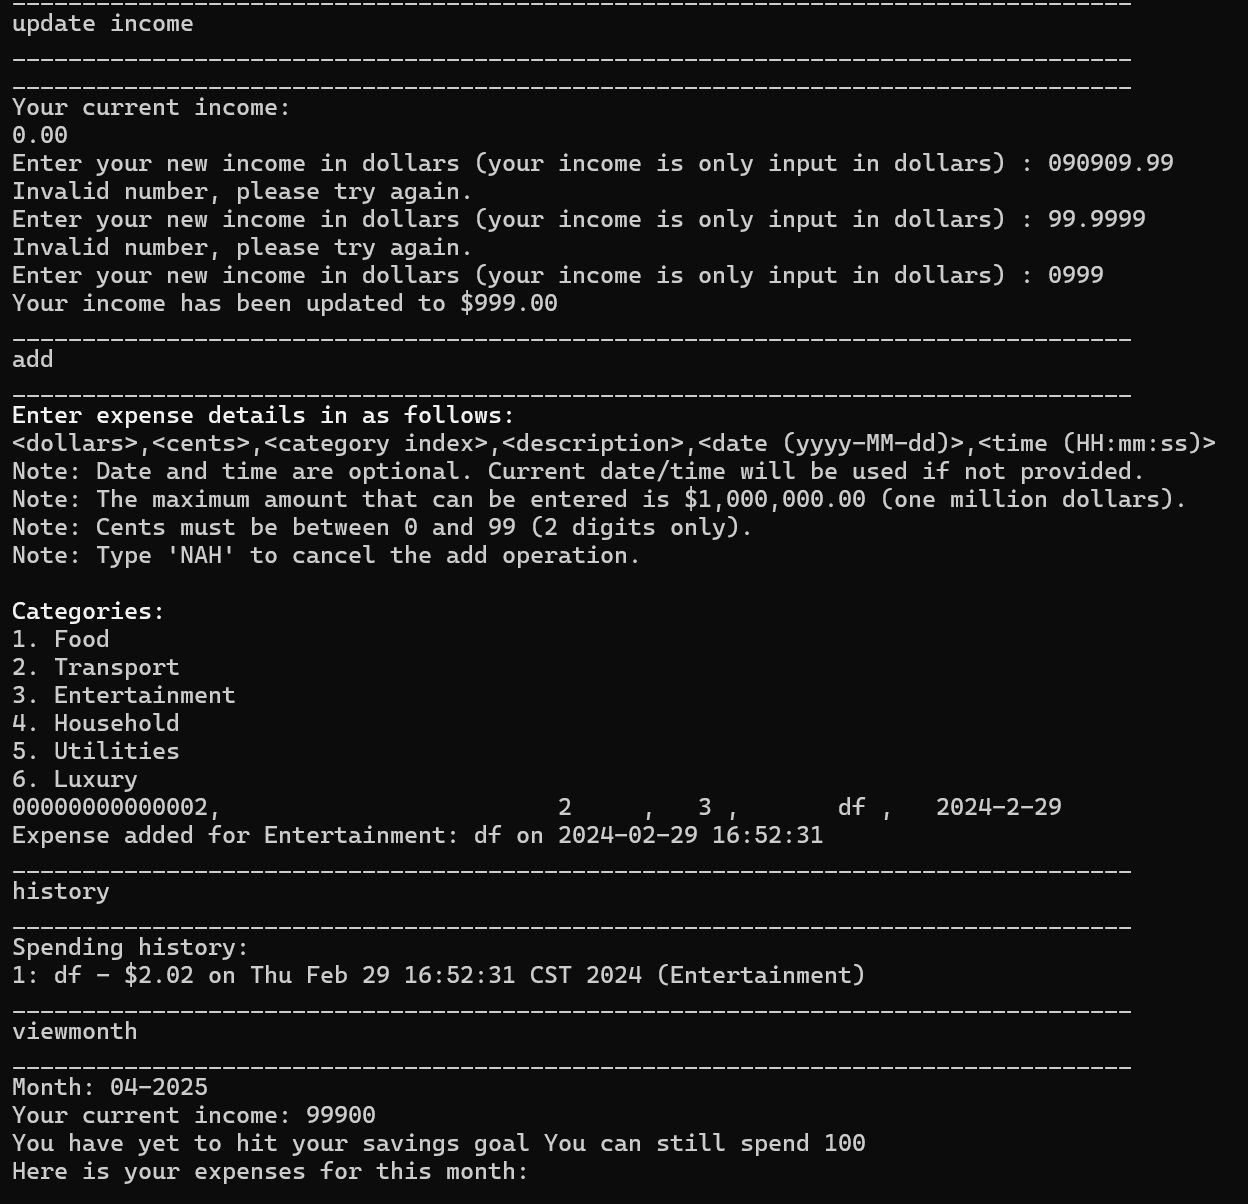 ________________________________________________________________________________
update income
________________________________________________________________________________
________________________________________________________________________________
Your current income:
0.00
Enter your new income in dollars (your income is only input in dollars) : 090909.99
Invalid number, please try again.
Enter your new income in dollars (your income is only input in dollars) : 99.9999
Invalid number, please try again.
Enter your new income in dollars (your income is only input in dollars) : 0999
Your income has been updated to $999.00
________________________________________________________________________________
add
________________________________________________________________________________
Enter expense details in as follows:
<dollars>,<cents>,<category index>,<description>,<date (yyyy-MM-dd)>,<time (HH:mm:ss)>
Note: Date and time are optional. Current date/time will be used if not provided.
Note: The maximum amount that can be entered is $1,000,000.00 (one million dollars).
Note: Cents must be between 0 and 99 (2 digits only).
Note: Type 'NAH' to cancel the add operation.

Categories:
1. Food
2. Transport
3. Entertainment
4. Household
5. Utilities
6. Luxury
00000000000002,                        2     ,   3 ,       df ,   2024-2-29
Expense added for Entertainment: df on 2024-02-29 16:52:31
________________________________________________________________________________
history
________________________________________________________________________________
Spending history:
1: df - $2.02 on Thu Feb 29 16:52:31 CST 2024 (Entertainment)
________________________________________________________________________________
viewmonth
________________________________________________________________________________
Month: 04-2025
Your current income: 99900
You have yet to hit your savings goal You can still spend 100
Here is your expenses for this month: